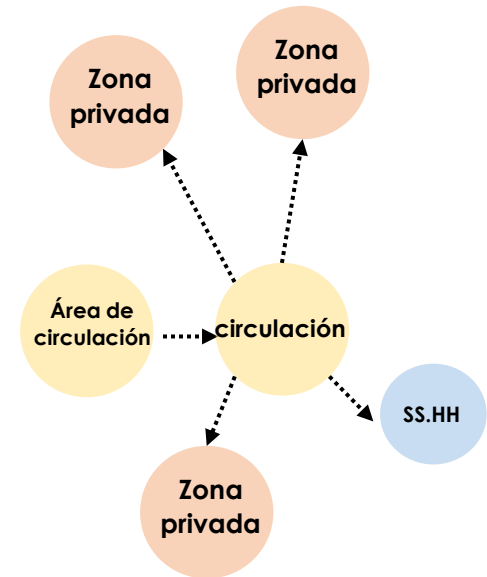 Zona
privada
Zona
privada
Área de
circulación
circulación
SS.HH
Zona
privada